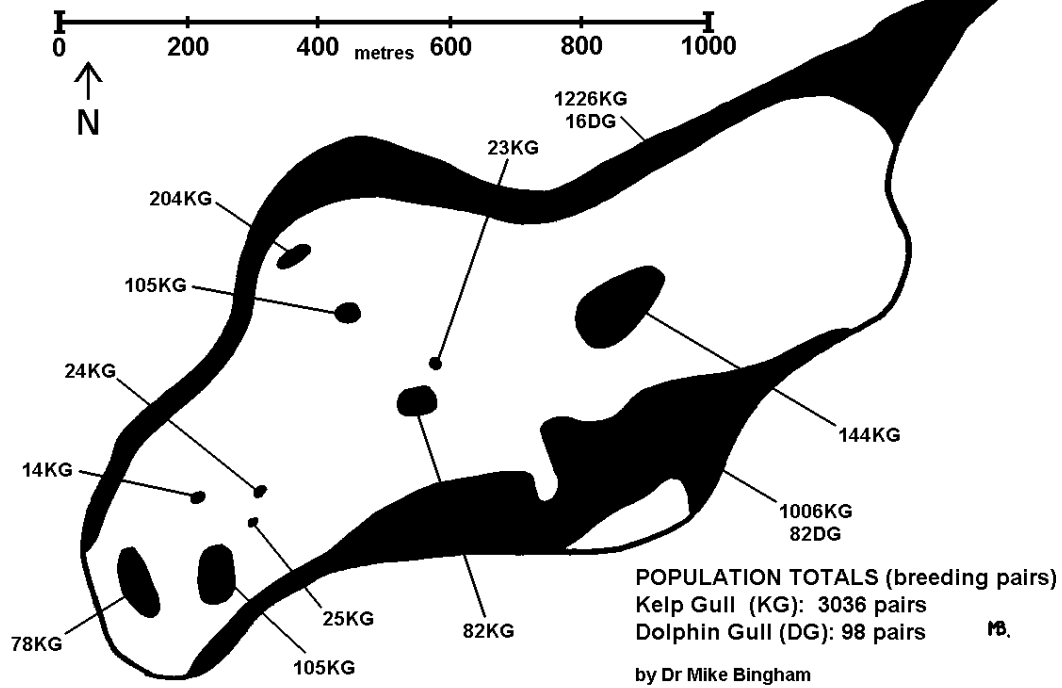 0 200 400 metres 600 800 1000
N
1226KG
16DG
23KG
204KG
105KG
24KG
14KG
144KG
1006KG
82DG
25KG
82KG
78KG
105KG
POPULATION TOTALS (breeding pairs)
Kelp Gull (KG): 3036 pairs
Dolphin Gull (DG): 98 pairs
MB.
by Dr Mike Bingham